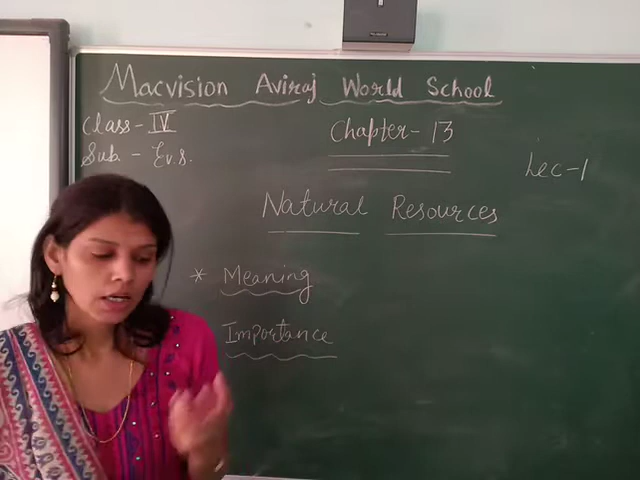 Macvision Aviraj World School
Class - IV
Chapter - 13
Sub - Ev.s.
Lec - 1
Natural Resources
* Meaning
Importance